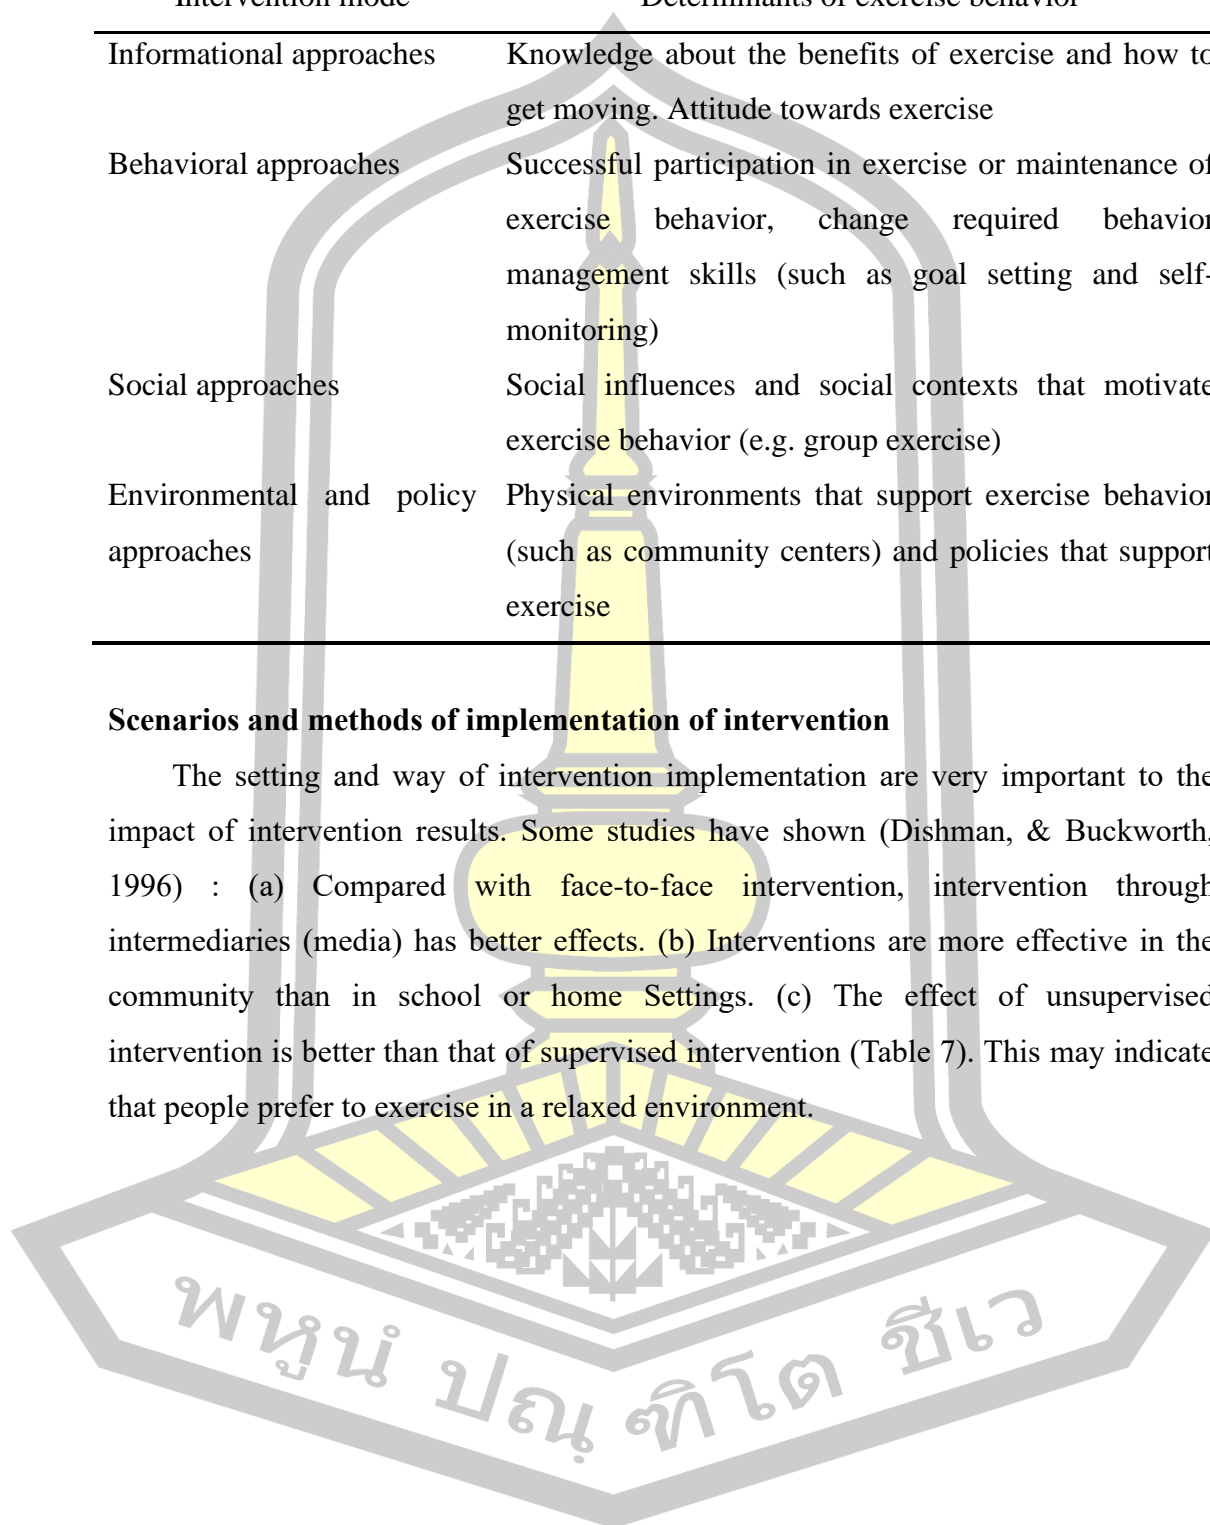 Intervention mode Determinants of exercise behavior
Informational approaches Knowledge about the benefits of exercise and how to
get moving. Attitude towards exercise
Behavioral approaches Successful participation in exercise or maintenance of
exercise behavior, change required behavior
management skills (such as goal setting and self-
monitoring)
Social approaches Social influences and social contexts that motivate
exercise behavior (e.g. group exercise)
Environmental and policy Physical environments that support exercise behavior
approaches (such as community centers) and policies that support
exercise
Scenarios and methods of implementation of intervention
The setting and way of intervention implementation are very important to the
impact of intervention results. Some studies have shown (Dishman, & Buckworth,
1996) : (a) Compared with face-to-face intervention, intervention through
intermediaries (media) has better effects. (b) Interventions are more effective in the
community than in school or home Settings. (c) The effect of unsupervised
intervention is better than that of supervised intervention (Table 7). This may indicate
that people prefer to exercise in a relaxed environment.
พหูนํ ปณฺฑิโต ชีเว